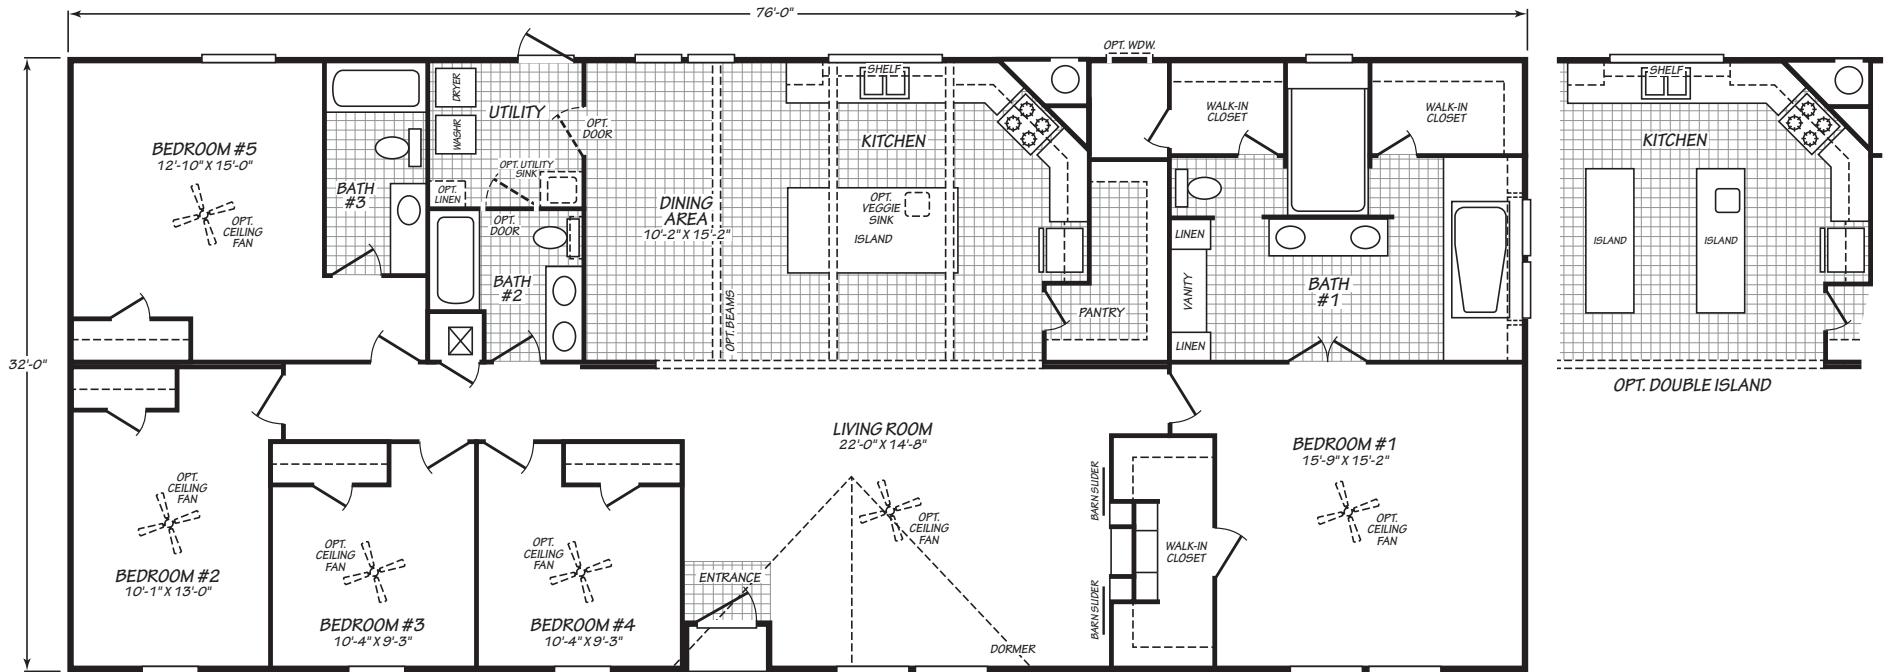 76'-0"
OPT. WDW.
SHELF
SHELF
DRYER
UTILITY
WALK-IN
CLOSET
WALK-IN
CLOSET
WASHR
OPT.
DOOR
KITCHEN
KITCHEN
BEDROOM #5
12'-10" X 15'-0"
OPT. UTILITY
SINK
BATH
#3
OPT.
LINEN
DINING
AREA
10'-2" X 15'-2"
OPT.
VEGGIE
SINK
ISLAND
OPT.
CEILING
FAN
OPT.
DOOR
LINEN
ISLAND
ISLAND
BATH
#2
VANITY
BATH
#1
OPT. BEAMS
PANTRY
LINEN
32'-0"
OPT. DOUBLE ISLAND
LIVING ROOM
22'-0" X 14'-8"
BEDROOM #1
15'-9" X 15'-2"
OPT.
CEILING
FAN
BARN SLIDER
OPT.
CEILING
FAN
OPT.
CEILING
FAN
OPT.
CEILING
FAN
OPT.
CEILING
FAN
WALK-IN
CLOSET
BEDROOM #2
10'-1" X 13'-0"
ENTRANCE
BARN SLIDER
BEDROOM #3
10'-4" X 9'-3"
BEDROOM #4
10'-4" X 9'-3"
DORMER